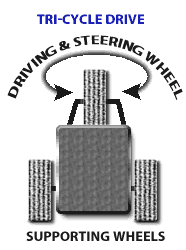 TRI-CYCLE DRIVE
DRIVING & STEERING WHEEL
SUPPORTING WHEELS